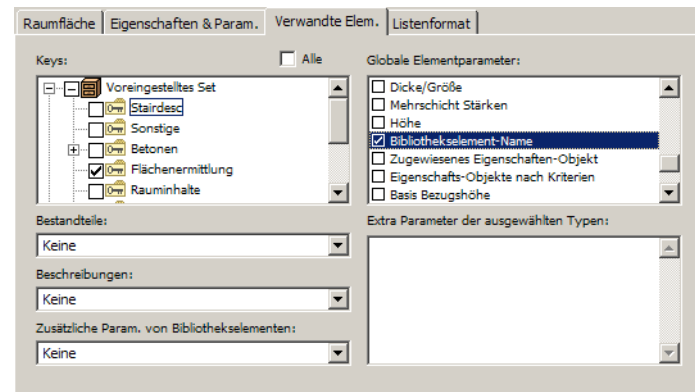 Raumfläche Eigenschaften & Param. Verwandte Elem. Listenformat
Keys: Alle Globale Elementparameter:
Voreingestelltes Set
Stairdesc
Sonstige
Betonen
Flächenermittlung
Rauminhalte
Dicke/Größe
Mehrschicht Stärken
Höhe
Bibliothekselement-Name
Zugewiesenes Eigenschaften-Objekt
Eigenschafts-Objekte nach Kriterien
Basis Bezugshöhe
Bestandteile:
Keine
Beschreibungen:
Keine
Zusätzliche Param. von Bibliothekselementen:
Keine
Extra Parameter der ausgewählten Typen: